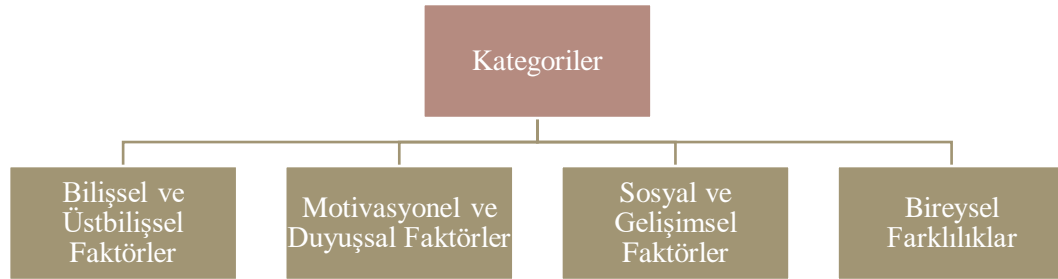 Kategoriler
Bilişsel ve
Üstbilişsel
Faktörler
Motivasyonel ve
Duyuşsal Faktörler
Sosyal ve
Gelişimsel
Faktörler
Bireysel
Farklılıklar